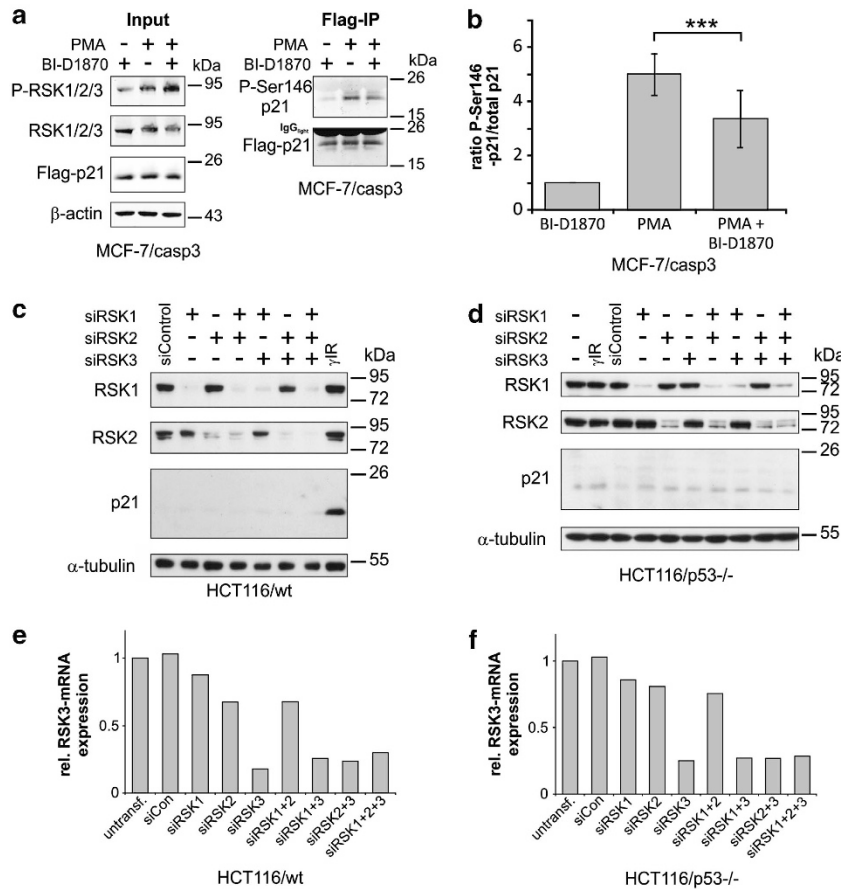 a
Input
Flag-IP
PMA - + +
BI-D1870 + - + kDa
P-RSK1/2/3 95
RSK1/2/3 95
Flag-p21 26
β-actin 43
MCF-7/casp3
PMA - + +
BI-D1870 + - + kDa
P-Ser146 p21 26
15
IgGlight 26
Flag-p21
15
MCF-7/casp3
b
ratio P-Ser146
-p21/total p21
6
5
4
2
0
***
BI-D1870
PMA
PMA +
BI-D1870
MCF-7/casp3
c
siRSK1 + - + + - +
siRSK2 - + + - + +
siRSK3 - - - + + +
siControl
γIR
kDa
RSK1 95
72
RSK2 95
72
p21 26
α-tubulin 55
HCT116/wt
d
siRSK1 - + - - + + - +
siRSK2 - - + - + - + +
siRSK3 - - - + - + + +
γIR
siControl
kDa
RSK1 95
72
RSK2 95
72
p21 26
α-tubulin 55
HCT116/p53-/-
e
rel. RSK3-mRNA
expression
1
0.5
0
untransf.
siCon
siRSK1
siRSK2
siRSK3
siRSK1+2
siRSK1+3
siRSK2+3
siRSK1+2+3
HCT116/wt
f
rel. RSK3-mRNA
expression
1
0.5
0
untransf.
siCon
siRSK1
siRSK2
siRSK3
siRSK1+2
siRSK1+3
siRSK2+3
siRSK1+2+3
HCT116/p53-/-